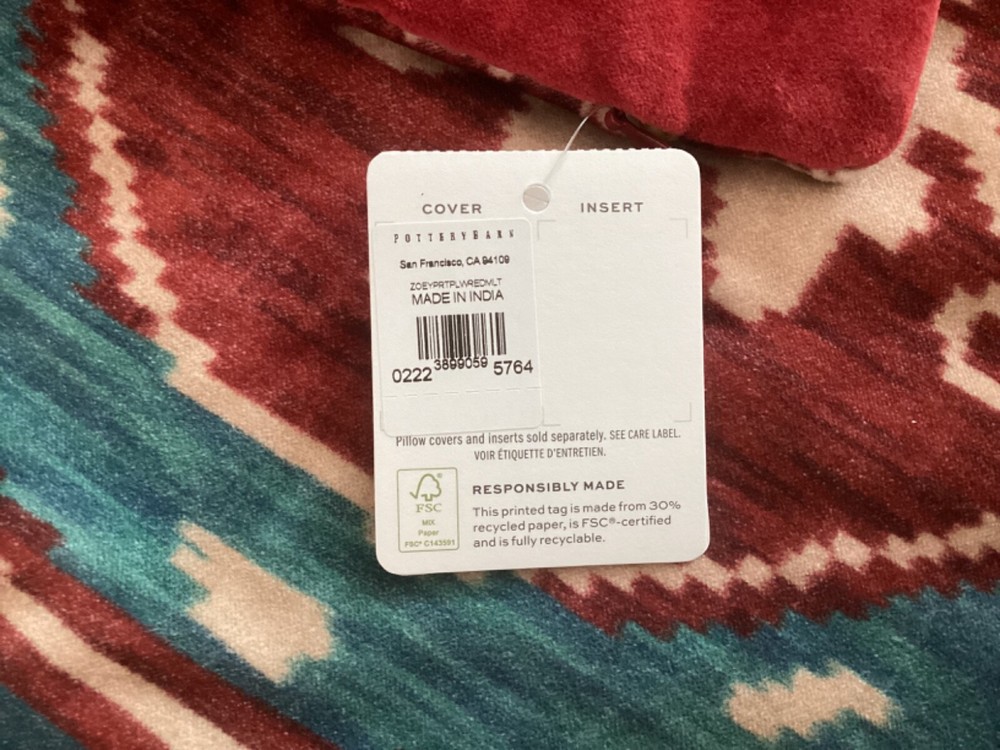 COVER
INSERT
POTTERYBARN
San Francisco, CA 94109
ZOEYPRTPLWREDMLT
MADE IN INDIA
0222 3899059 5764
Pillow covers and inserts sold separately. SEE CARE LABEL.
VOIR ÉTIQUETTE D'ENTRETIEN.
FSC
MIX
Paper
FSC® C143591
RESPONSIBLY MADE
This printed tag is made from 30%
recycled paper, is FSC®-certified
and is fully recyclable.